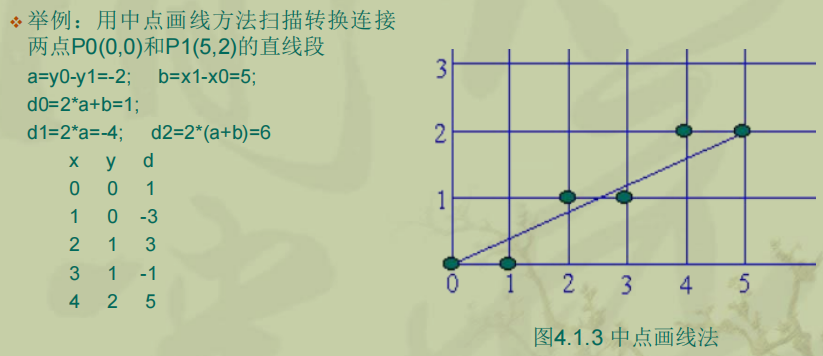 举例：用中点画线方法扫描转换连接
两点P0(0,0)和P1(5,2)的直线段
a=y0-y1=-2; b=x1-x0=5;
d0=2*a+b=1;
d1=2*a=-4; d2=2*(a+b)=6
x y d
0 0 1
1 0 -3
2 1 3
3 1 -1
4 2 5
3
2
1
0 1 2 3 4 5
图4.1.3 中点画线法